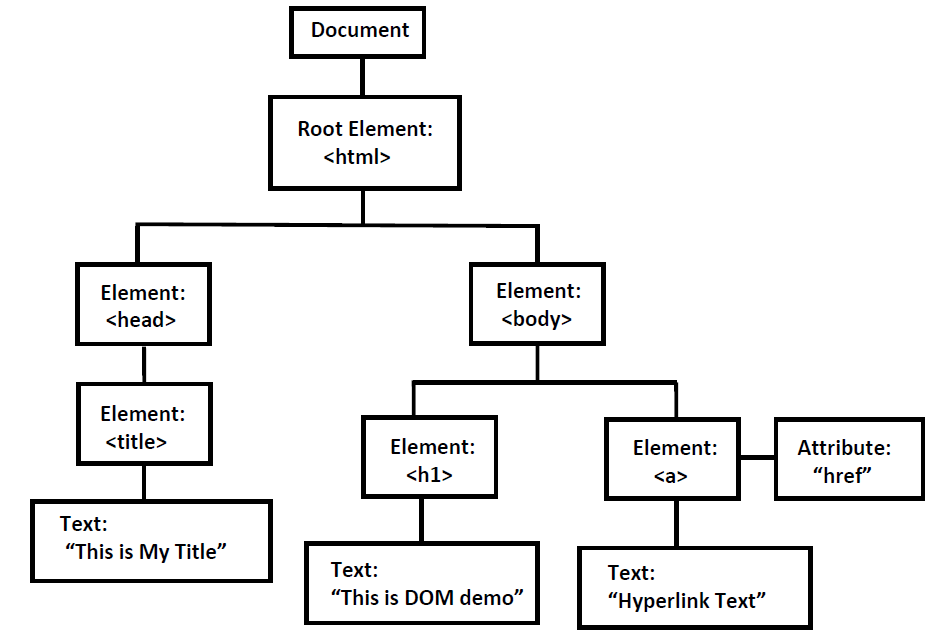 Document
Root Element:
<html>
Element:
<head>
Element:
<body>
Element:
<title>
Element:
<h1>
Element:
<a>
Attribute:
“href”
Text:
“This is My Title”
Text:
“This is DOM demo”
Text:
“Hyperlink Text”